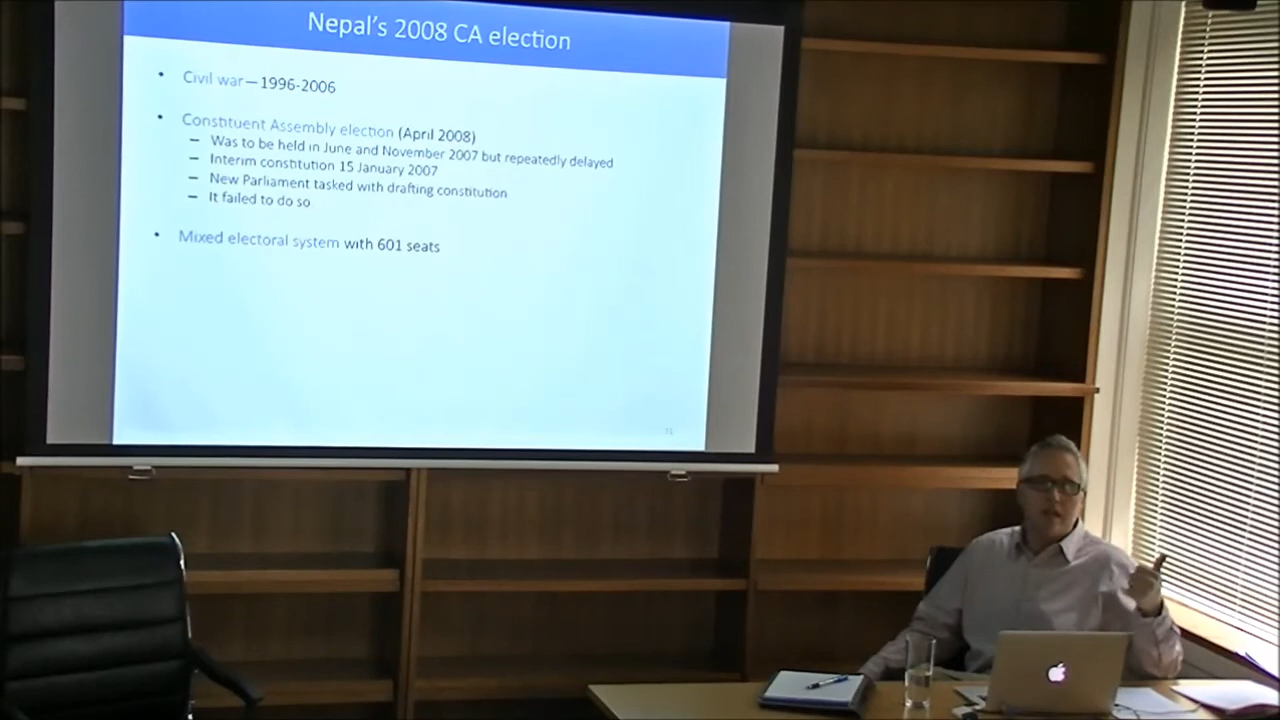 Nepal's 2008 CA election
• Civil war—1996-2006
• Constituent Assembly election (April 2008)
– Was to be held in June and November 2007 but repeatedly delayed
– Interim constitution 15 January 2007
– New Parliament tasked with drafting constitution
– It failed to do so
• Mixed electoral system with 601 seats